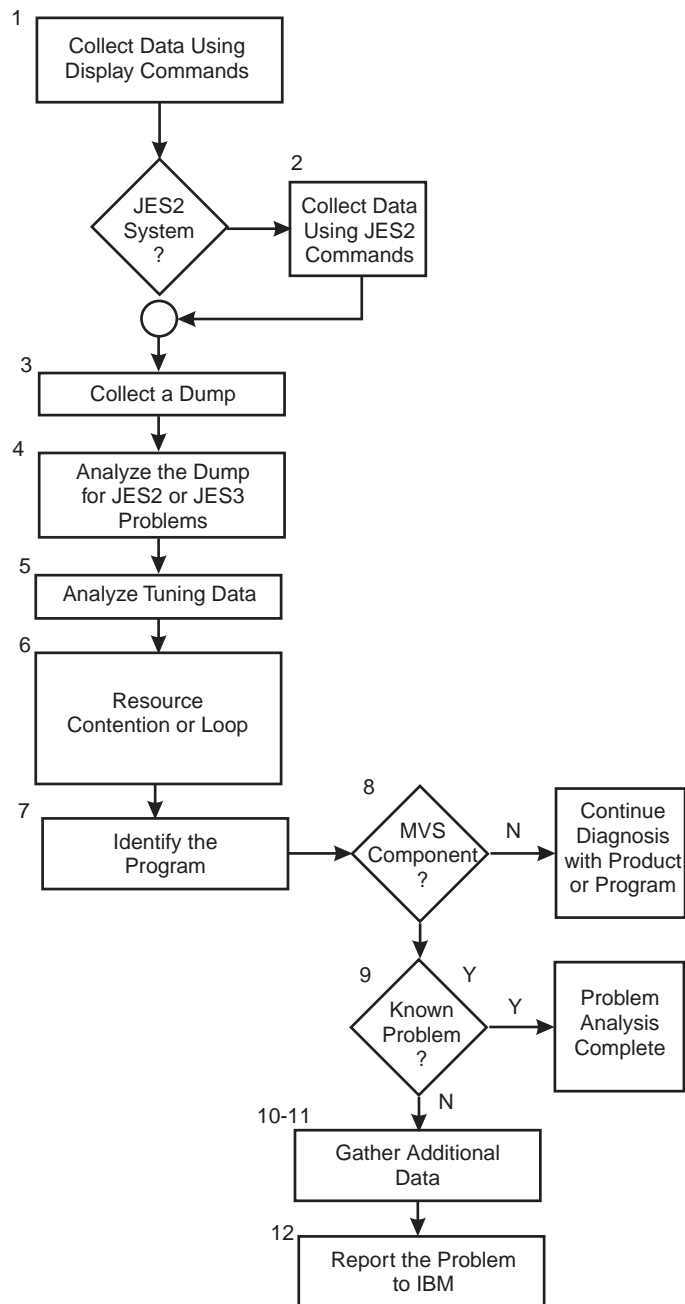 1
Collect Data Using
Display Commands
JES2
System
?
2
Collect Data
Using JES2
Commands
3
Collect a Dump
4
Analyze the Dump
for JES2 or JES3
Problems
5
Analyze Tuning Data
6
Resource
Contention or Loop
7
Identify the
Program
8
MVS
Component
?
N
Continue
Diagnosis
with Product
or Program
9
Y
Known
Problem
?
Y
Problem
Analysis
Complete
N
10-11
Gather Additional
Data
12
Report the Problem
to IBM